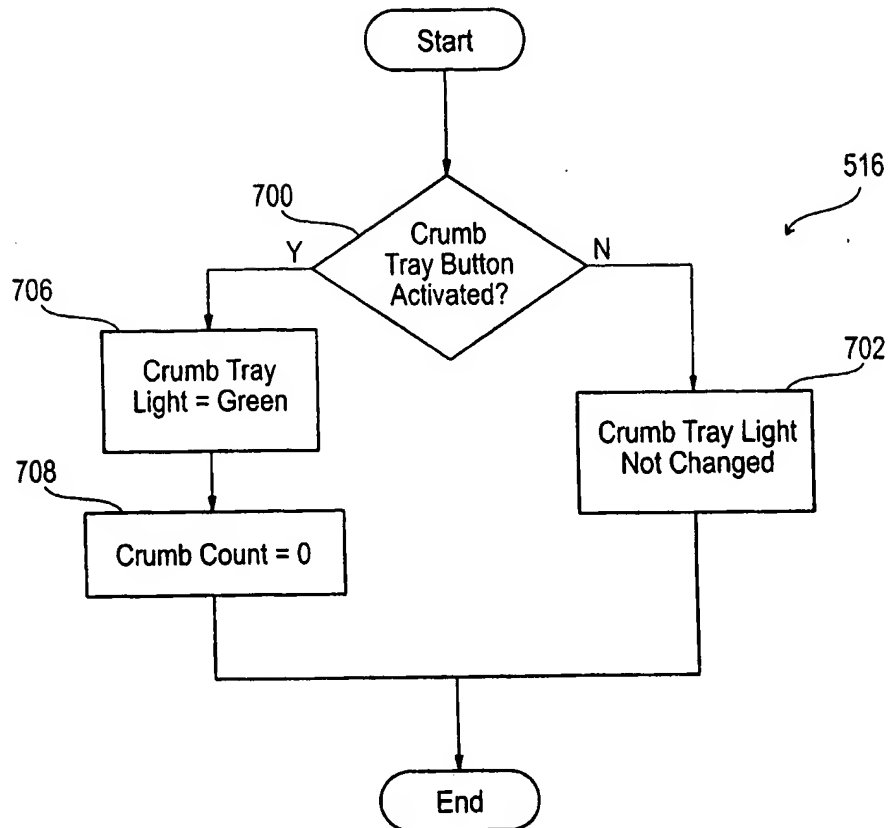 Start
516
700
Crumb
Tray Button
Activated?
Y
N
706
Crumb Tray
Light = Green
702
Crumb Tray Light
Not Changed
708
Crumb Count = 0
End